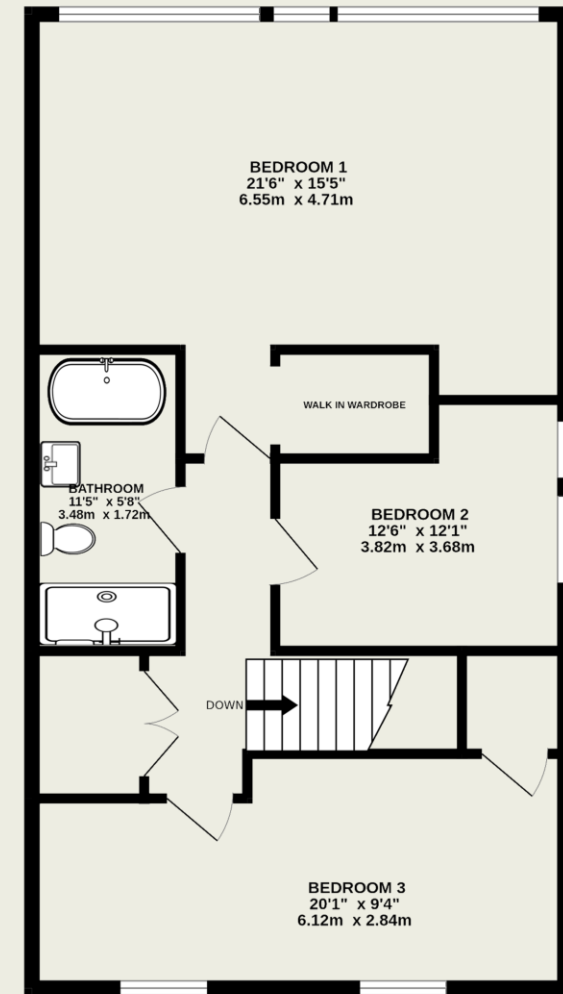 BEDROOM 1
21'6" x 15'5"
6.55m x 4.71m
WALK IN WARDROBE
BATHROOM
11'5" x 5'8"
3.48m x 1.72m
BEDROOM 2
12'6" x 12'1"
3.82m x 3.68m
DOWN
BEDROOM 3
20'1" x 9'4"
6.12m x 2.84m